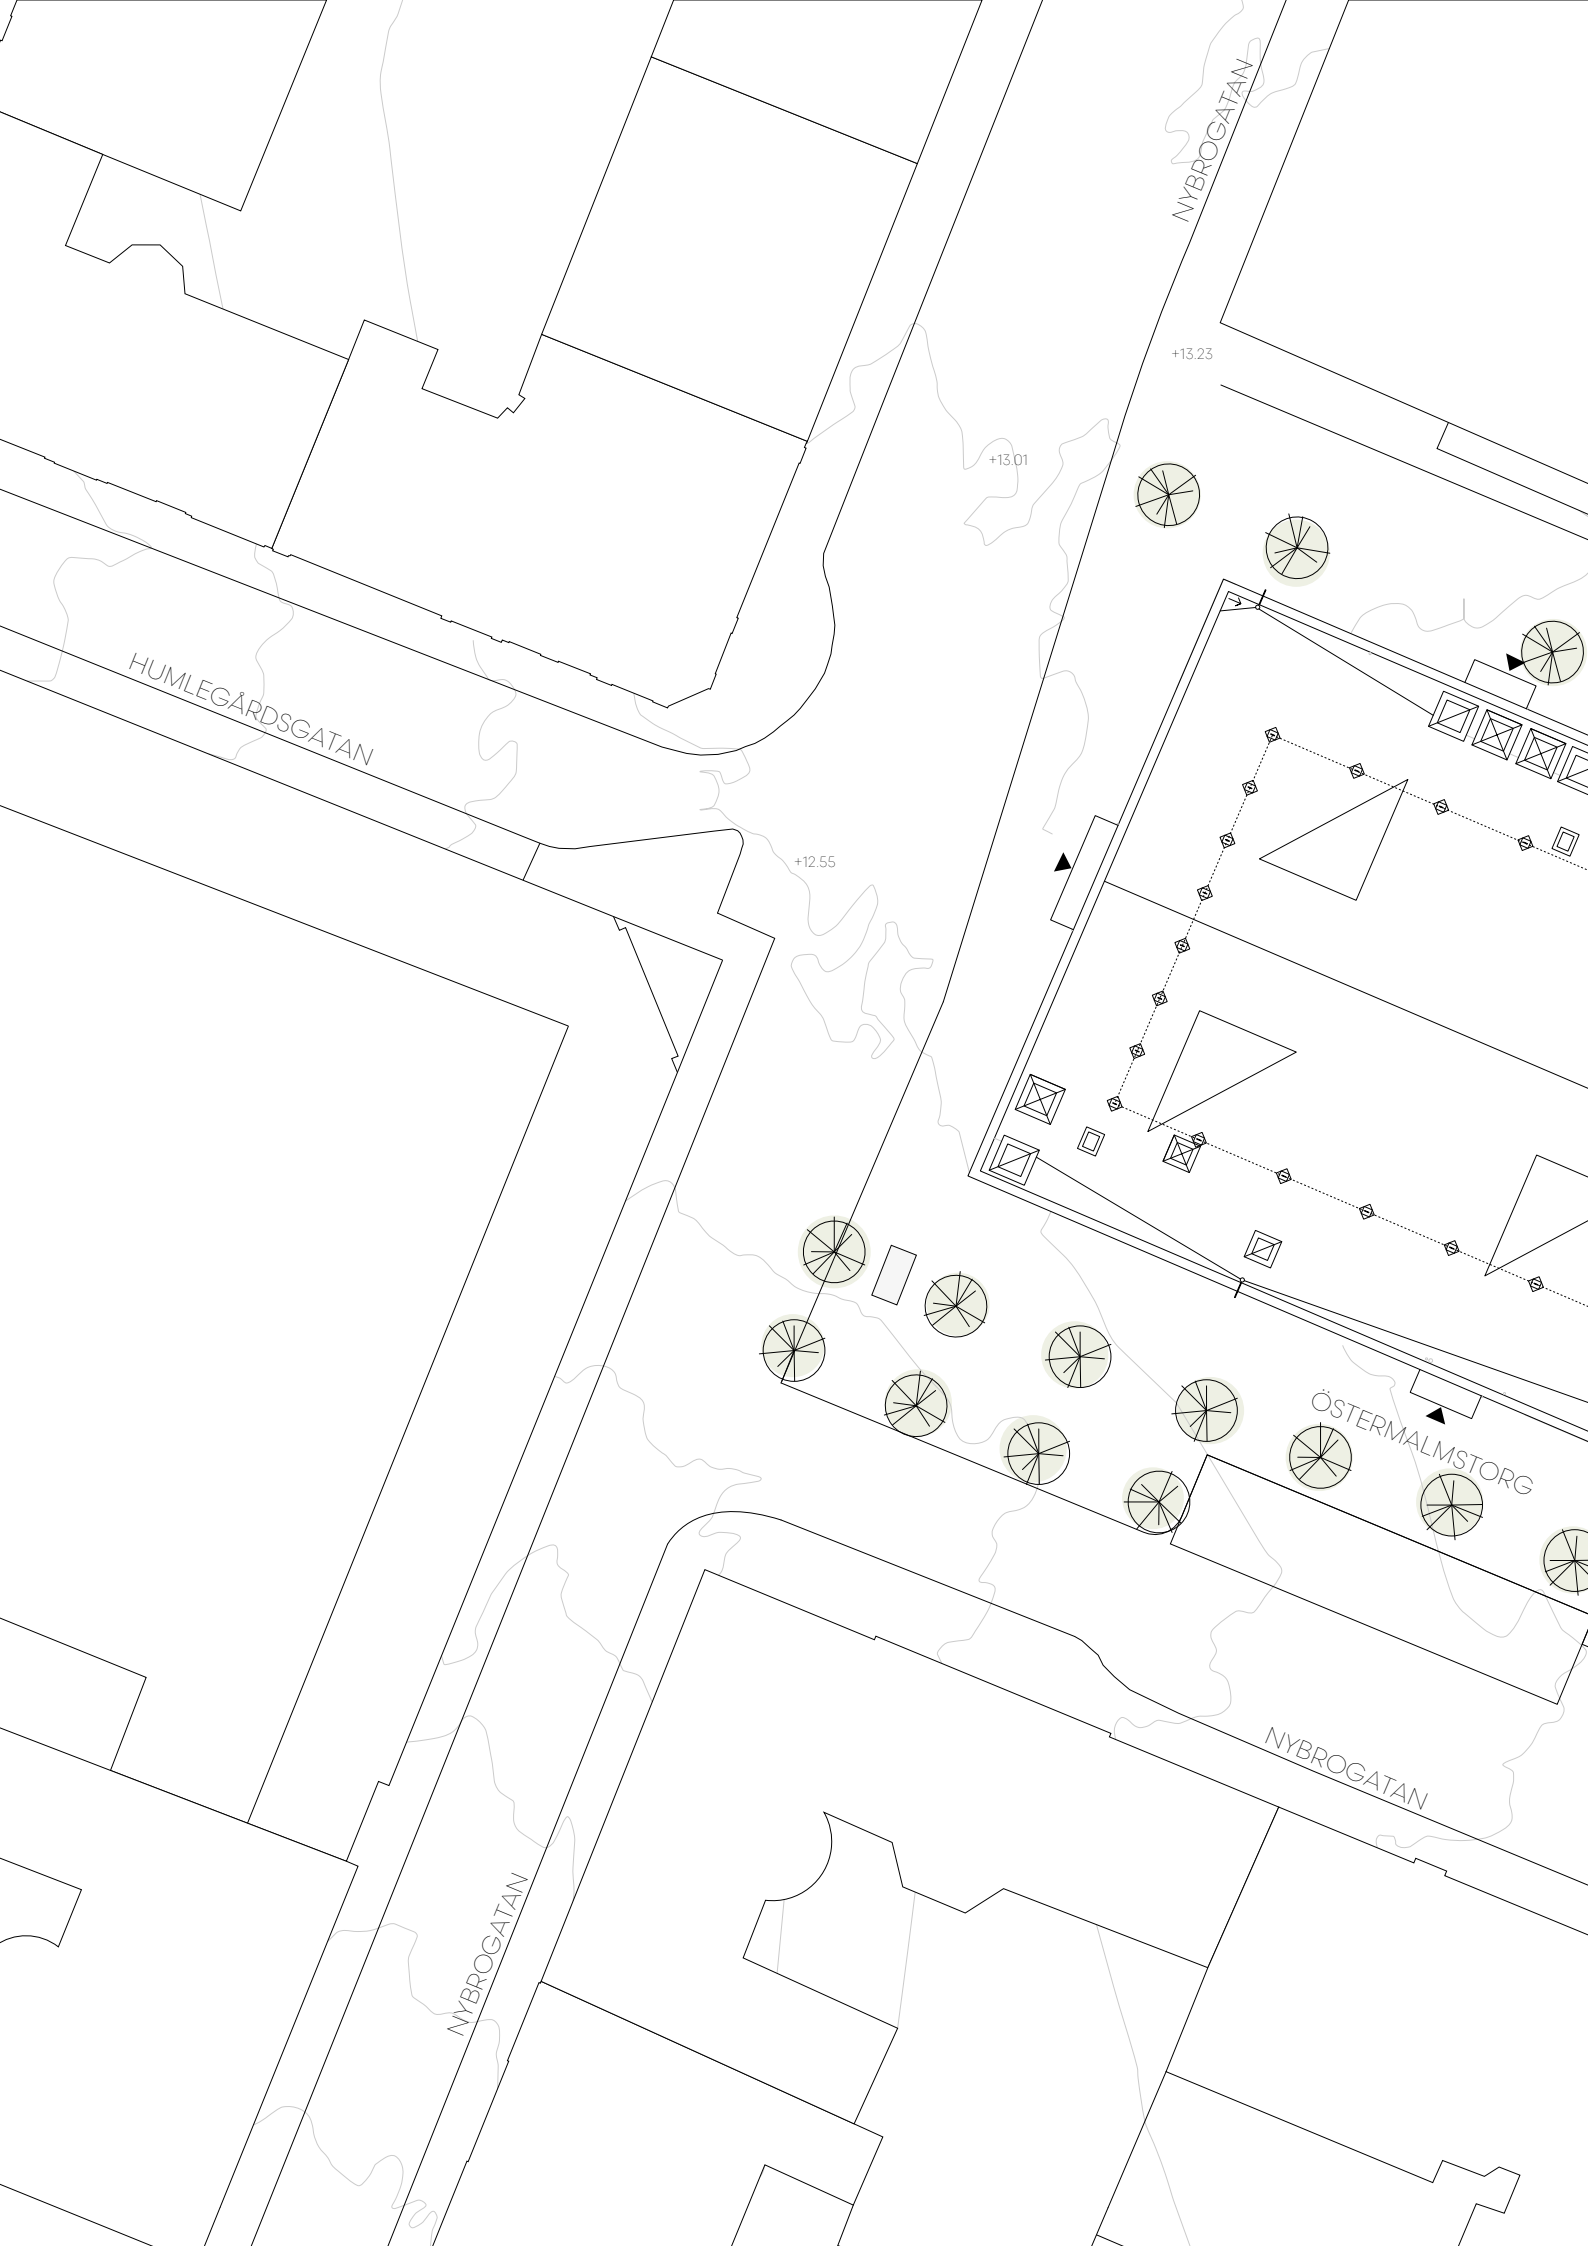 NYBROGATAN
+13.23
+13.01
HUMLEGÅRDSGATAN
+12.55
ÖSTERMALMSTORG
NYBROGATAN
NYBROGATAN